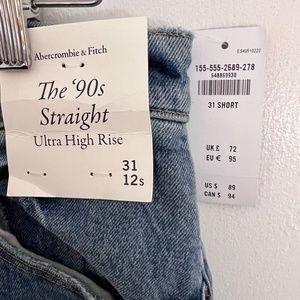 Abercrombie & Fitch
The '90s
Straight
Ultra High Rise
31
12s
155-555-2689-278
548869930
31 SHORT
UK £ 72
EU € 95
US $ 89
CAN $ 94